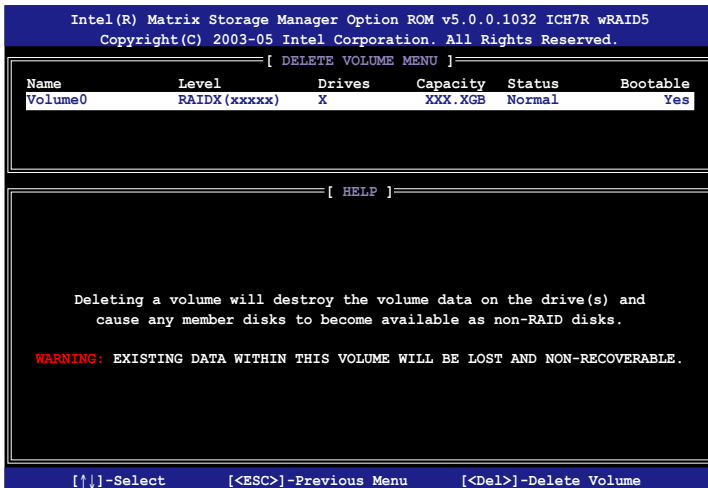 Intel(R) Matrix Storage Manager Option ROM v5.0.0.1032 ICH7R wRAID5
Copyright(C) 2003-05 Intel Corporation. All Rights Reserved.
[ DELETE VOLUME MENU ]
Name Level Drives Capacity Status Bootable
Volume0 RAIDX(xxxxx) X XXX.XGB Normal Yes
[ HELP ]
Deleting a volume will destroy the volume data on the drive(s) and
cause any member disks to become available as non-RAID disks.
WARNING: EXISTING DATA WITHIN THIS VOLUME WILL BE LOST AND NON-RECOVERABLE.
[↑↓]-Select [<ESC>]-Previous Menu [<Del>]-Delete Volume